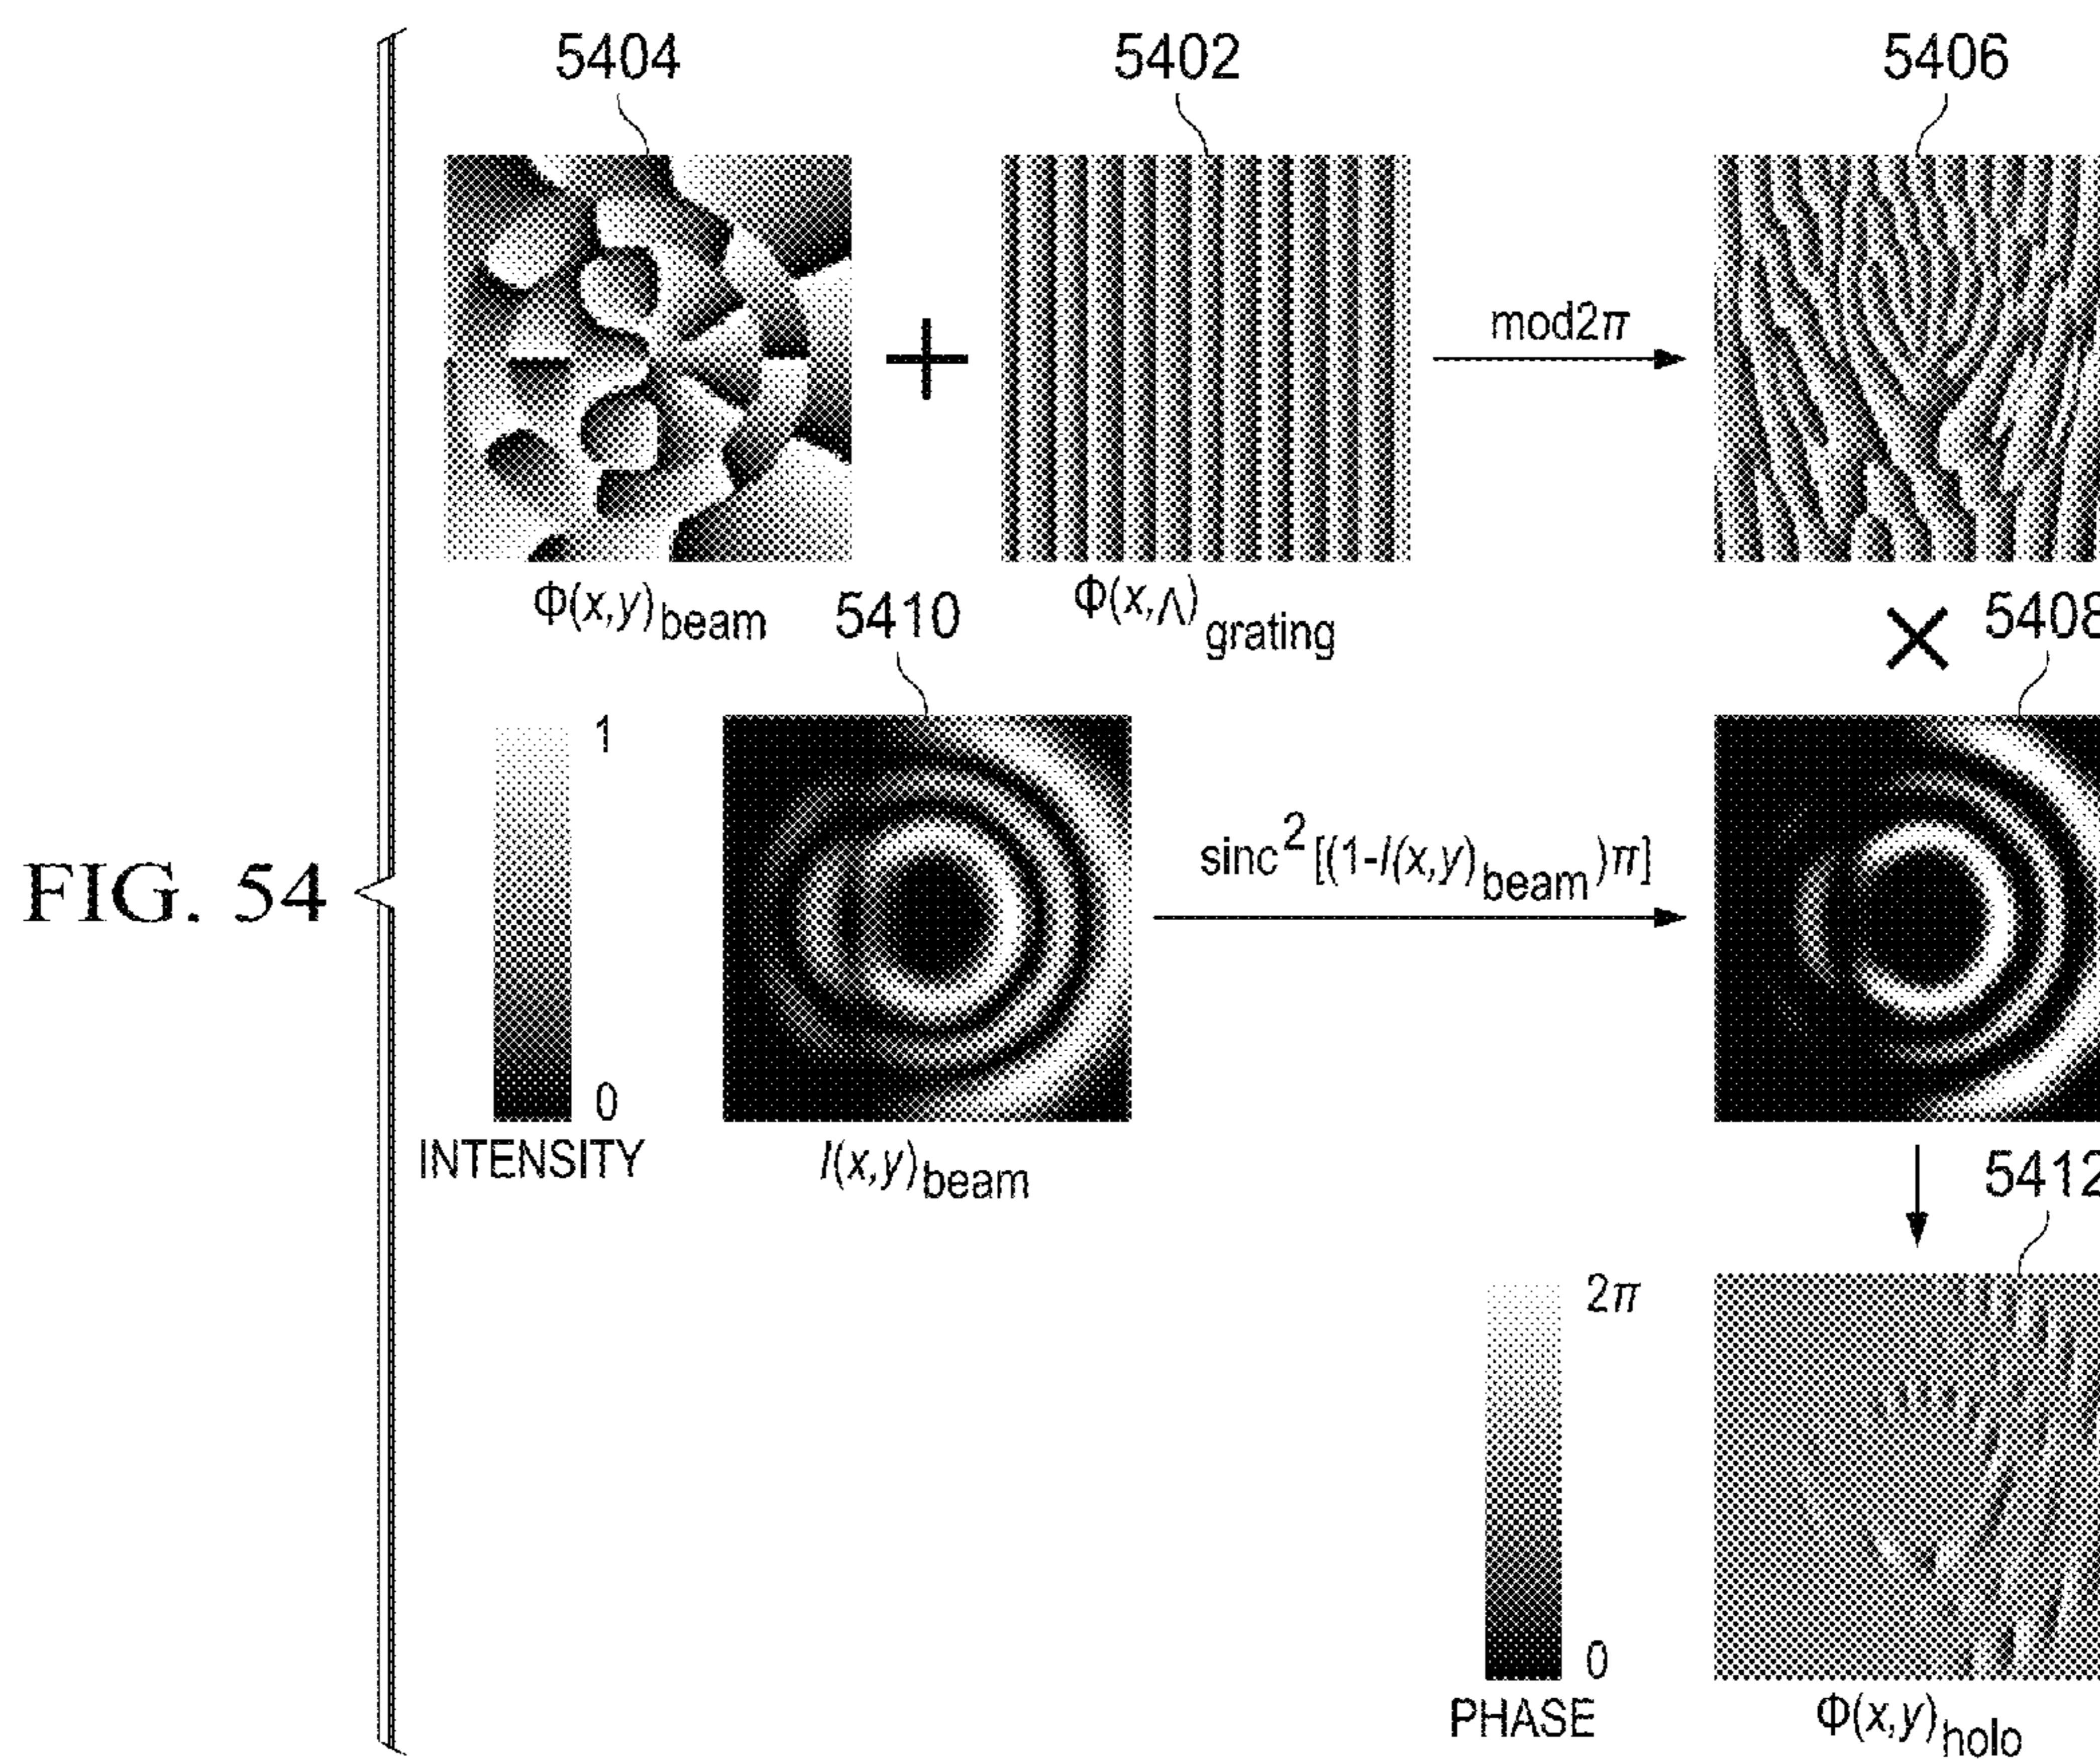 5404
5402
5406
+
mod2π
Φ(x,y)beam
Φ(x,Λ)grating
5410
×
5408
1
0
INTENSITY
I(x,y)beam
sinc2[(1-I(x,y)beam)π]
FIG. 54
5412
2π
0
PHASE
Φ(x,y)holo